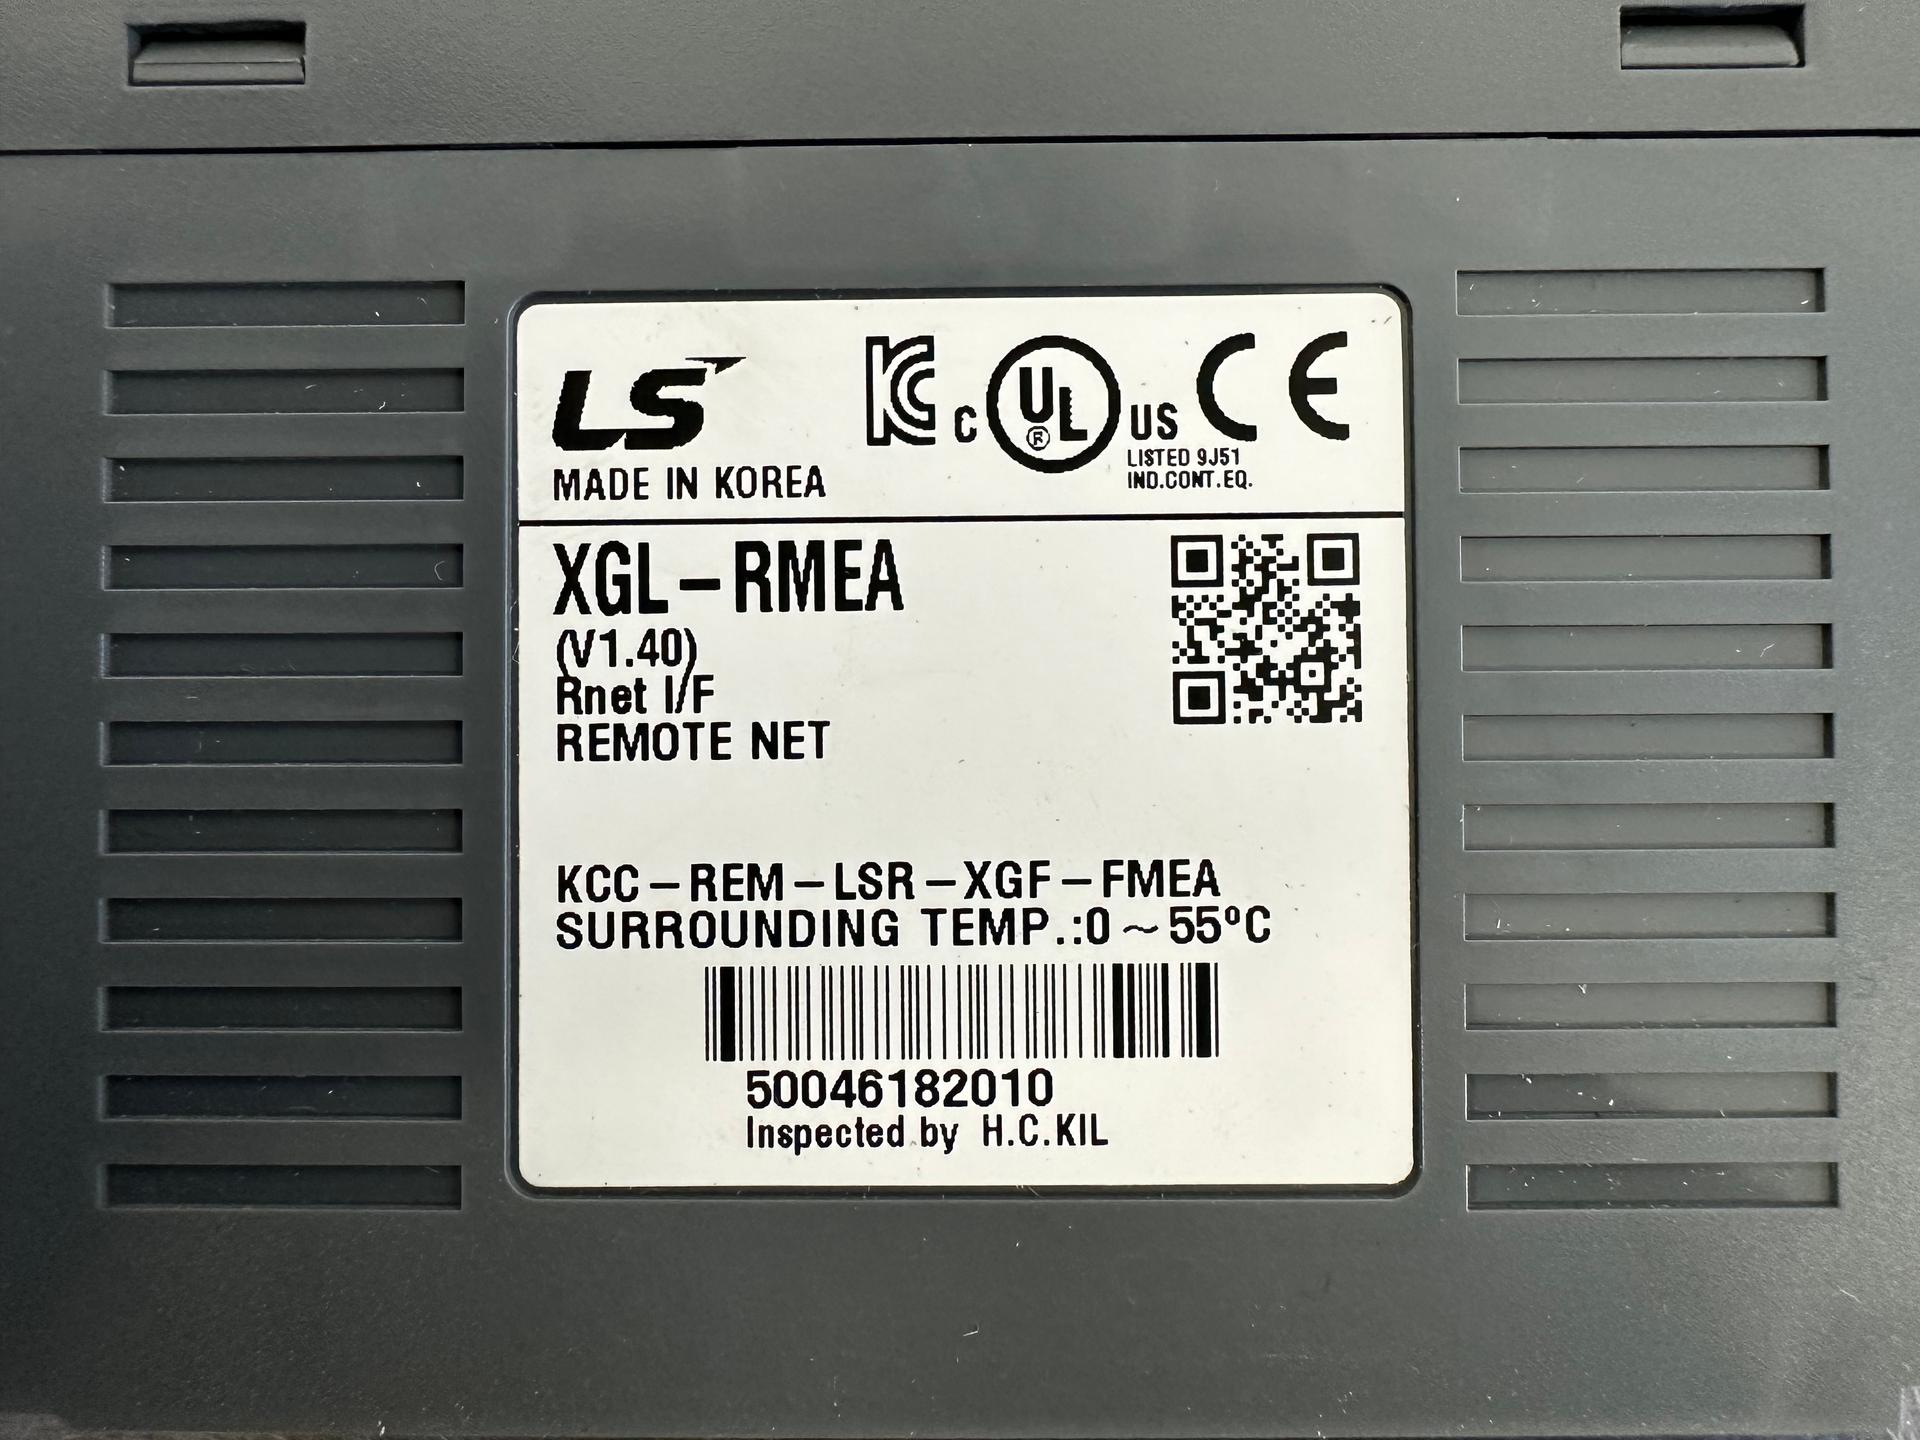 LS
MADE IN KOREA
KC
C UL ® US
CE
LISTED 9J51
IND.CONT.EQ.
XGL-RMEA
(V1.40)
Rnet I/F
REMOTE NET
KCC-REM-LSR-XGF-FMEA
SURROUNDING TEMP.:0~55ºC
50046182010
Inspected by H.C.KIL